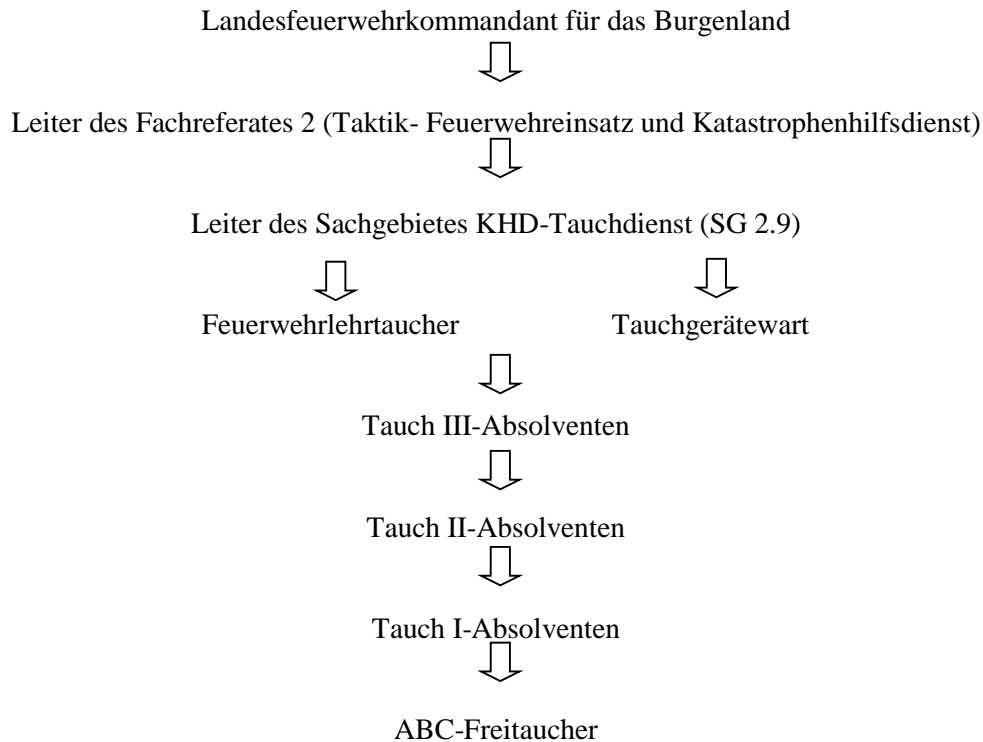 Landesfeuerwehrkommandant für das Burgenland
Leiter des Fachreferates 2 (Taktik- Feuerwehreinsatz und Katastrophenhilfsdienst)
Leiter des Sachgebietes KHD-Tauchdienst (SG 2.9)
Feuerwehrlehrtaucher
Tauchgerätewart
Tauch III-Absolventen
Tauch II-Absolventen
Tauch I-Absolventen
ABC-Freitaucher